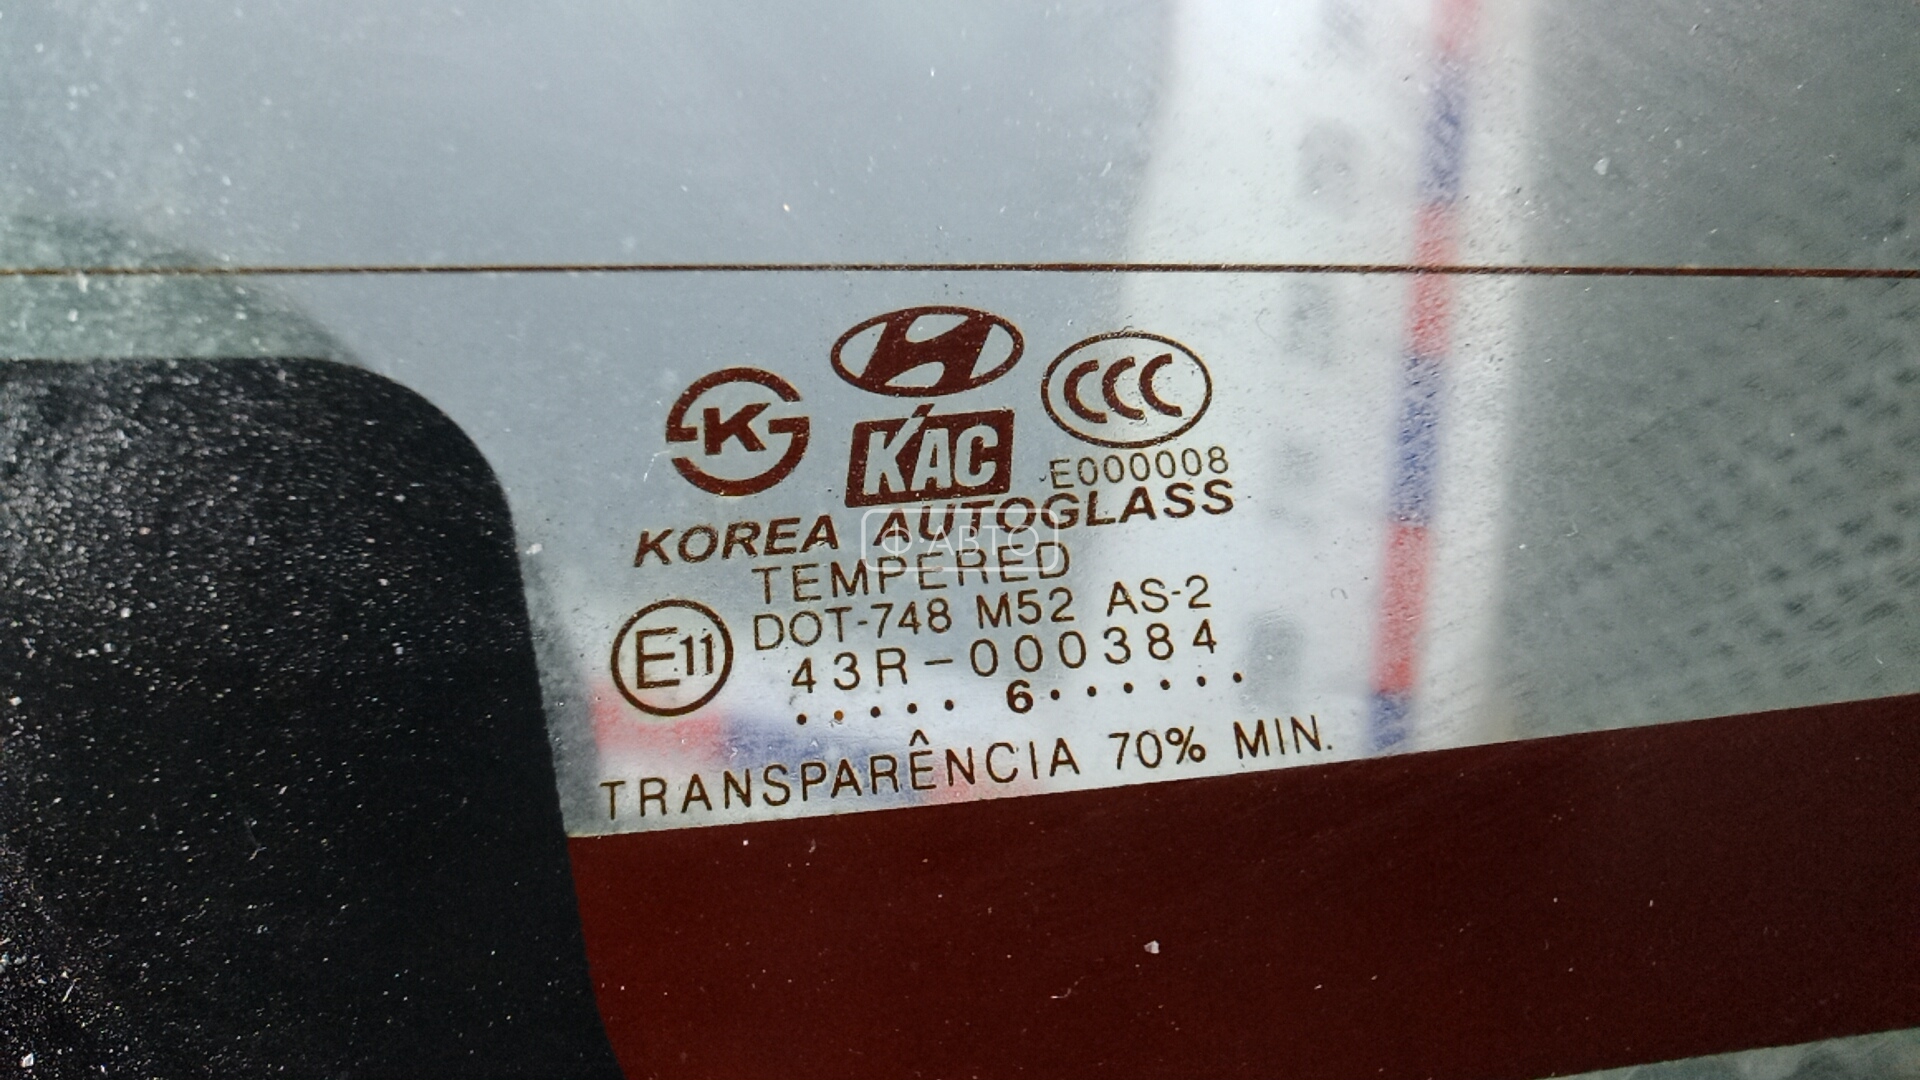 K
KAC
CCC
E000008
KOREA AUTOGLASS
Ф АВТО
TEMPERED
DOT-748 M52 AS-2
E11
43R-000384
.....6......
TRANSPARÊNCIA 70% MIN.